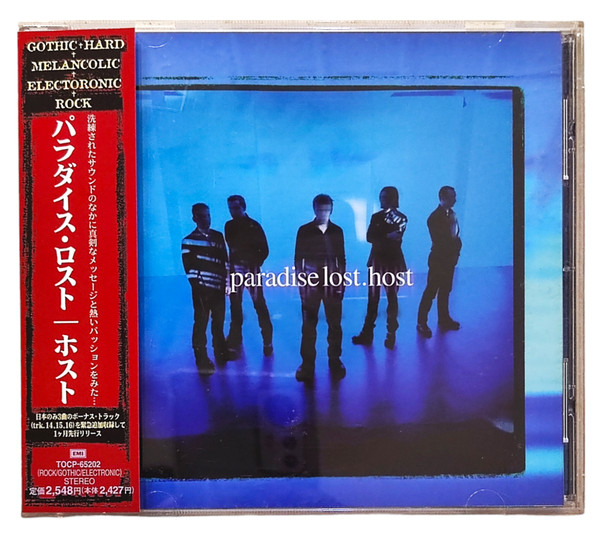 GOTHIC†HARD
†
MELANCOLIC
†
ELECTORONIC
†
ROCK
パラダイス・ロスト｜ホスト
洗練されたサウンドのなかに真剣なメッセージと熱いパッションをみた…
日本のみ3曲のボーナス・トラック
(trk.14,15,16)を緊急追加収録して
1ヶ月先行リリース
EMI
TOCP-65202
(ROCK/GOTHIC/ELECTRONIC)
STEREO
定価2,548円(本体2,427円)
paradise lost.host